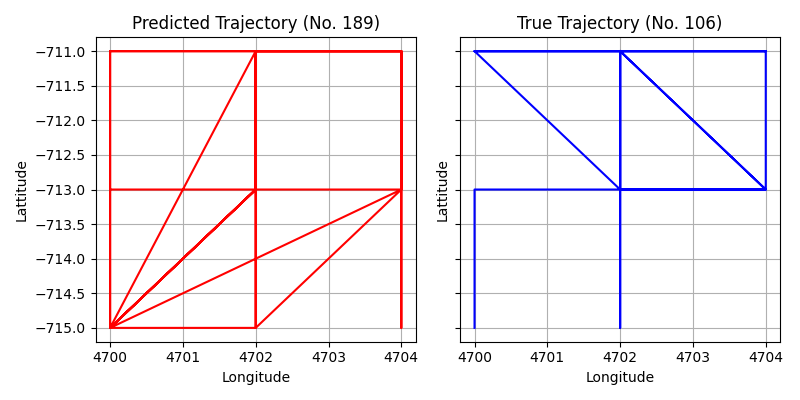 Predicted Trajectory (No. 189)
−711.0
−711.5
−712.0
−712.5
−713.0
−713.5
−714.0
−714.5
−715.0
Lattitude
4700 4701 4702 4703 4704
Longitude
True Trajectory (No. 106)
Lattitude
4700 4701 4702 4703 4704
Longitude